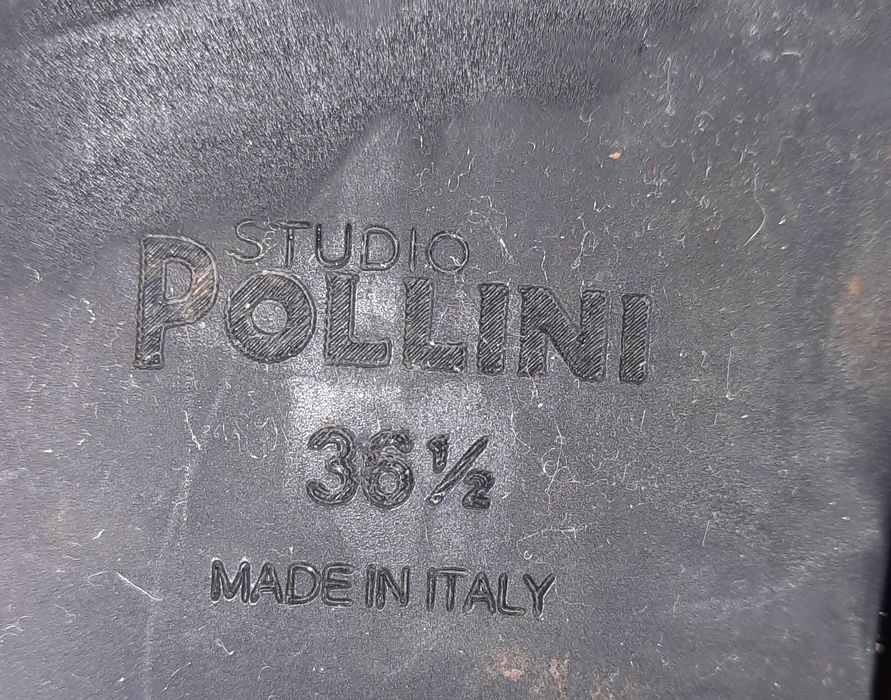 STUDIO
POLLINI
36½
MADE IN ITALY